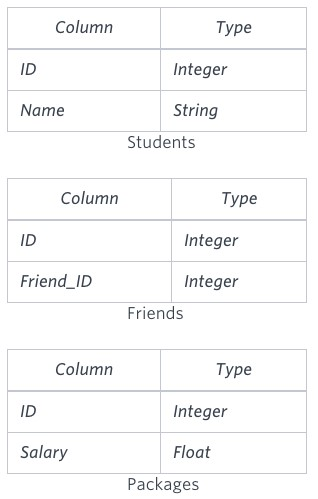 Column Type
ID Integer
Name String
Students
Column Type
ID Integer
Friend_ID Integer
Friends
Column Type
ID Integer
Salary Float
Packages